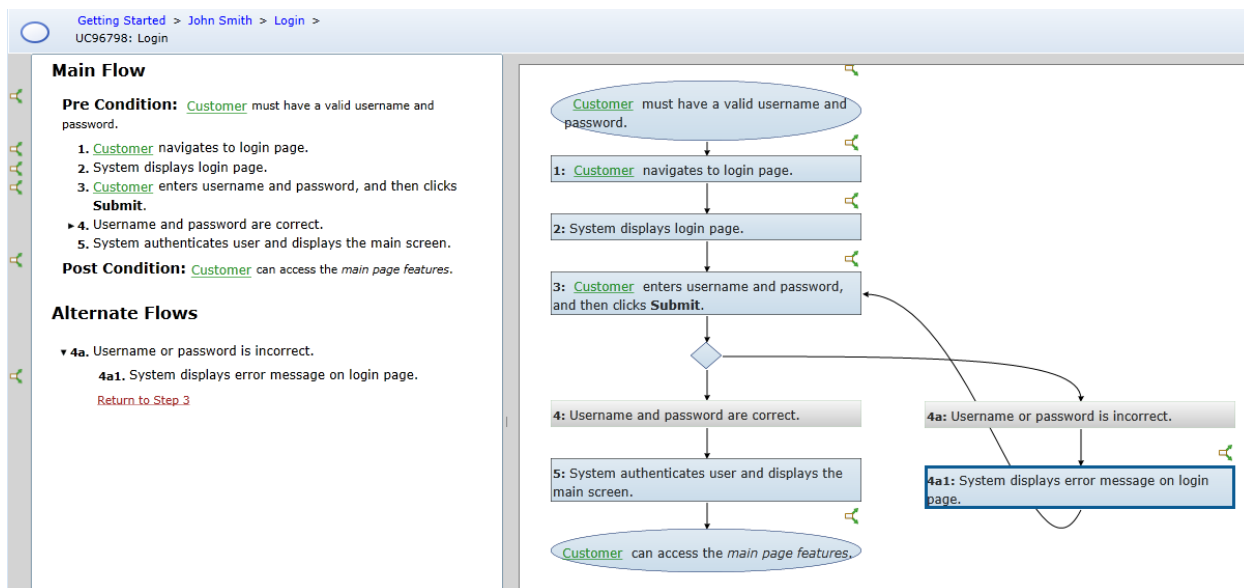 Getting Started > John Smith > Login >
UC96798: Login
Main Flow
Pre Condition: Customer must have a valid username and
password.
1. Customer navigates to login page.
2. System displays login page.
3. Customer enters username and password, and then clicks
Submit.
4. Username and password are correct.
5. System authenticates user and displays the main screen.
Post Condition: Customer can access the main page features.
Alternate Flows
4a. Username or password is incorrect.
4a1. System displays error message on login page.
Return to Step 3
Customer must have a valid username and
password.
1: Customer navigates to login page.
2: System displays login page.
3: Customer enters username and password,
and then clicks Submit.
4: Username and password are correct.
4a: Username or password is incorrect.
5: System authenticates user and displays the
main screen.
4a1: System displays error message on login
page.
Customer can access the main page features.